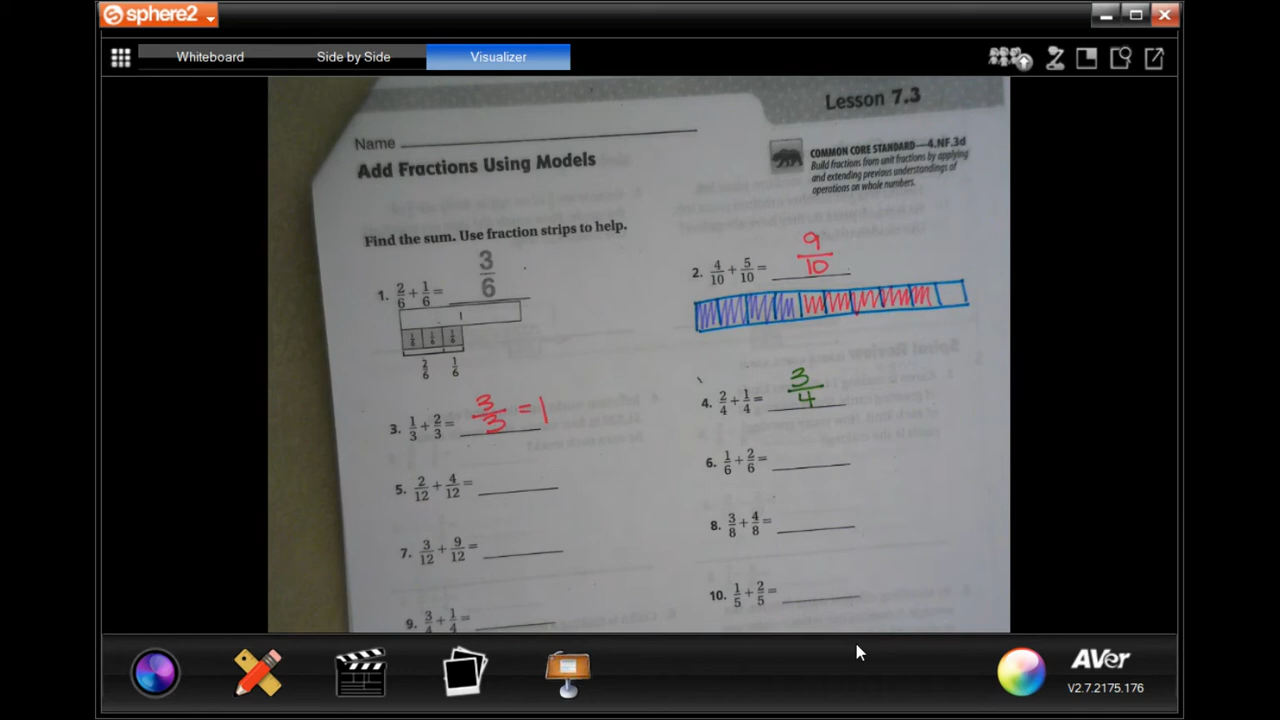 sphere2
Whiteboard Side by Side Visualizer
Lesson 7.3
Name
Add Fractions Using Models
COMMON CORE STANDARD—4.NF.3d
Build fractions from unit fractions by applying
and extending previous understandings of
operations on whole numbers.
Find the sum. Use fraction strips to help.
1. 2/6 + 1/6 = 3/6
1
1/6 1/6 1/6
2/6 1/6
2. 4/10 + 5/10 = 9/10
3. 1/3 + 2/3 = 3/3 = 1
4. 2/4 + 1/4 = 3/4
5. 2/12 + 4/12 =
6. 1/6 + 2/6 =
7. 3/12 + 9/12 =
8. 3/8 + 4/8 =
9. 3/4 + 1/4 =
10. 1/5 + 2/5 =
AVer
V2.7.2175.176